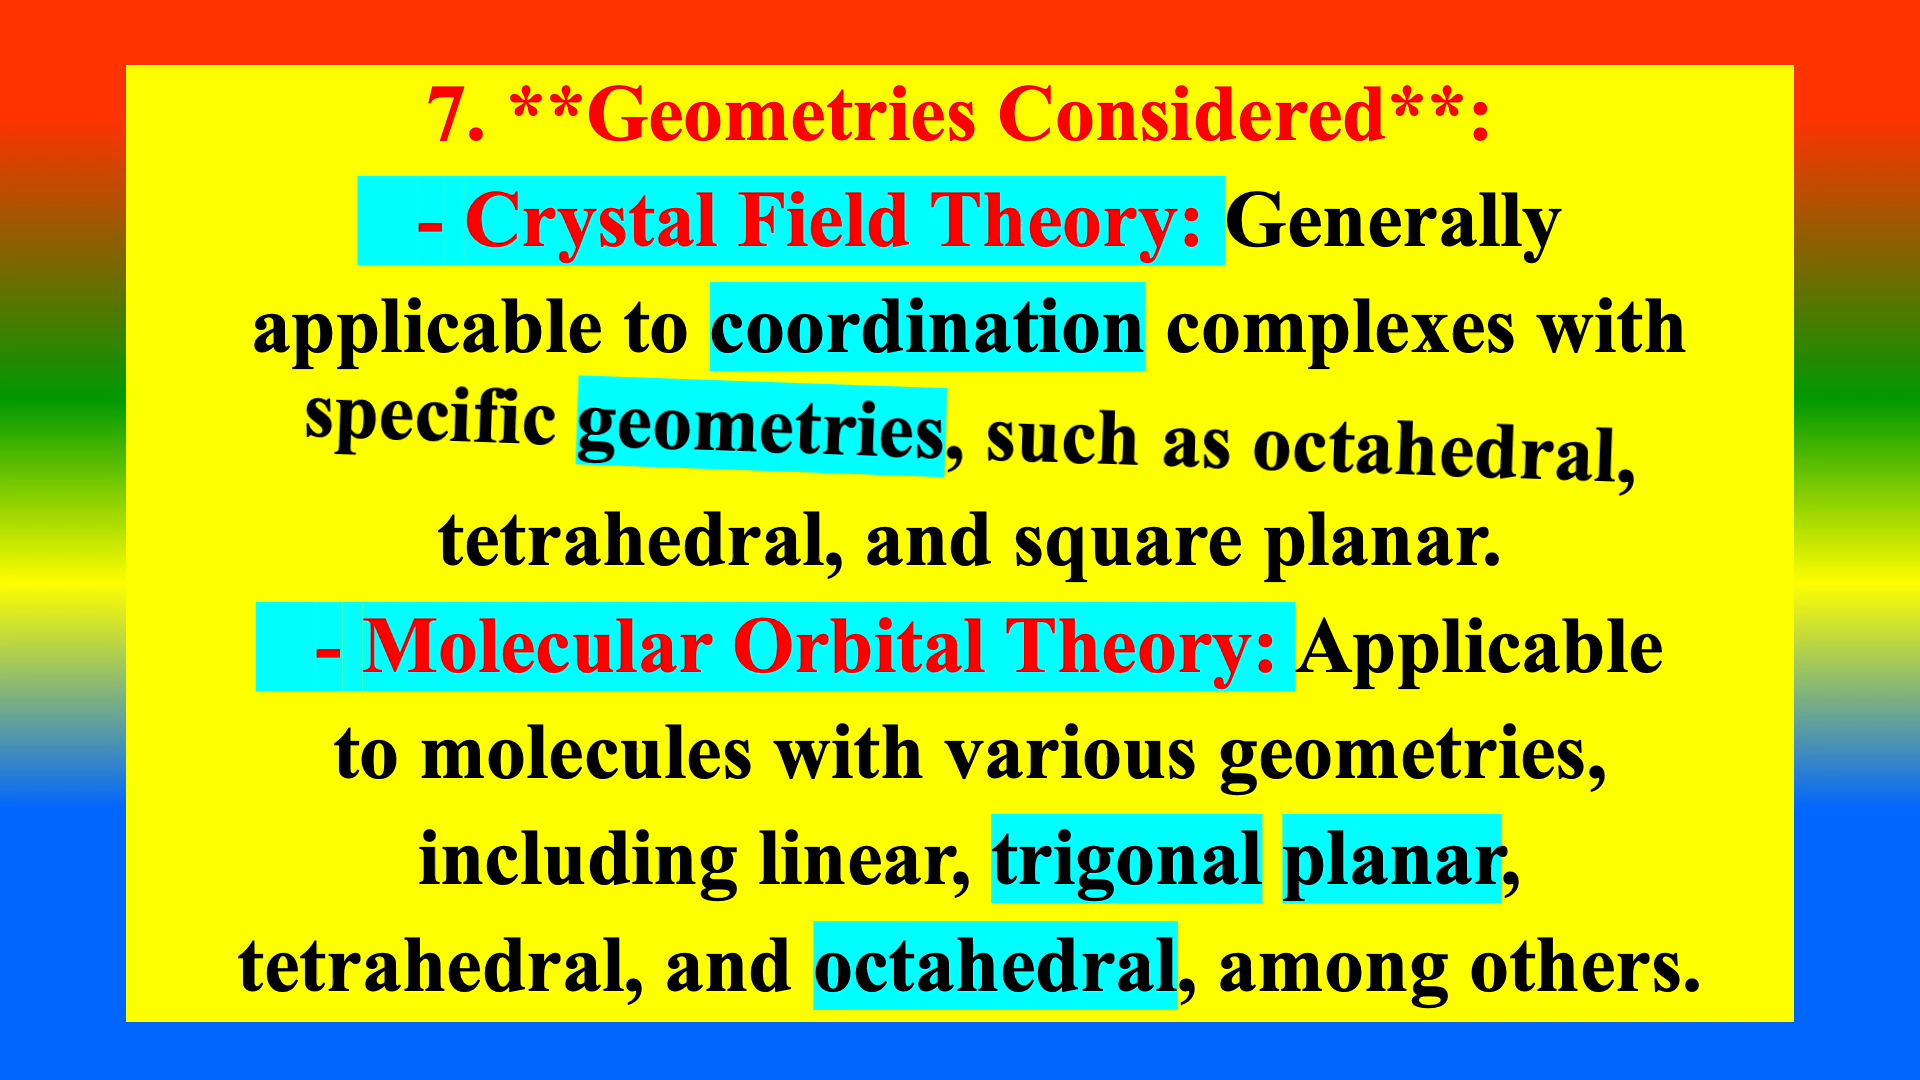 7. **Geometries Considered**:
- Crystal Field Theory: Generally
applicable to coordination complexes with
specific geometries, such as octahedral,
tetrahedral, and square planar.
- Molecular Orbital Theory: Applicable
to molecules with various geometries,
including linear, trigonal planar,
tetrahedral, and octahedral, among others.